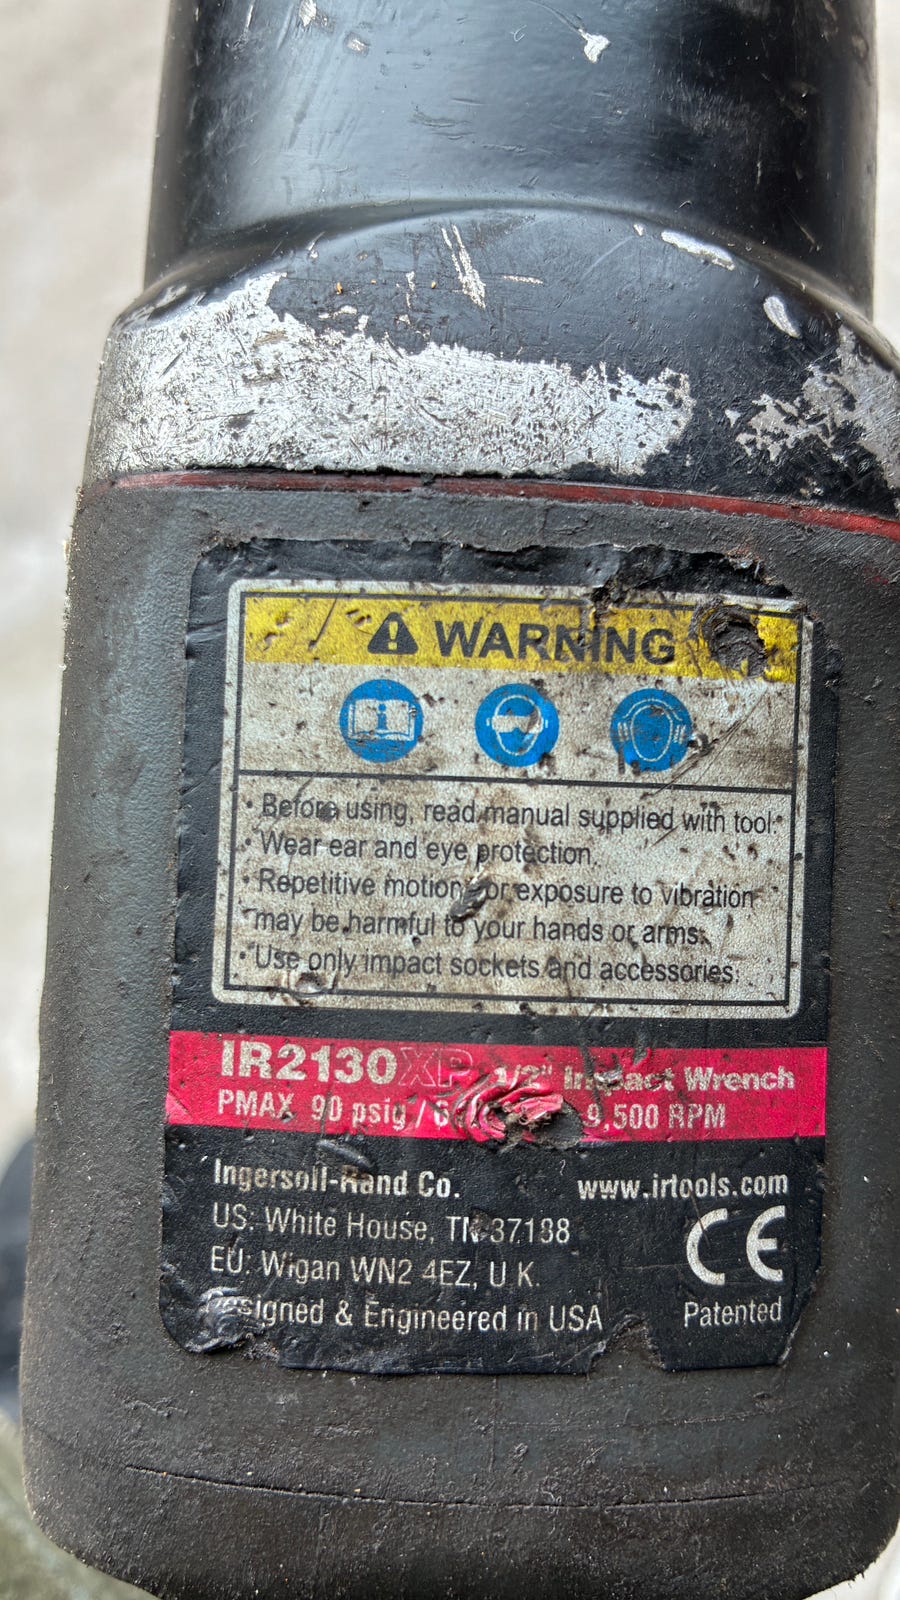 WARNING
• Before using, read manual supplied with tool.
• Wear ear and eye protection.
• Repetitive motion or exposure to vibration
may be harmful to your hands or arms.
• Use only impact sockets and accessories.
IR2130XP 1/2" Impact Wrench
PMAX 90 psig / 9,500 RPM
Ingersoll-Rand Co. www.irtools.com
US: White House, TN 37188
EU: Wigan WN2 4EZ, U K.
Designed & Engineered in USA
CE
Patented